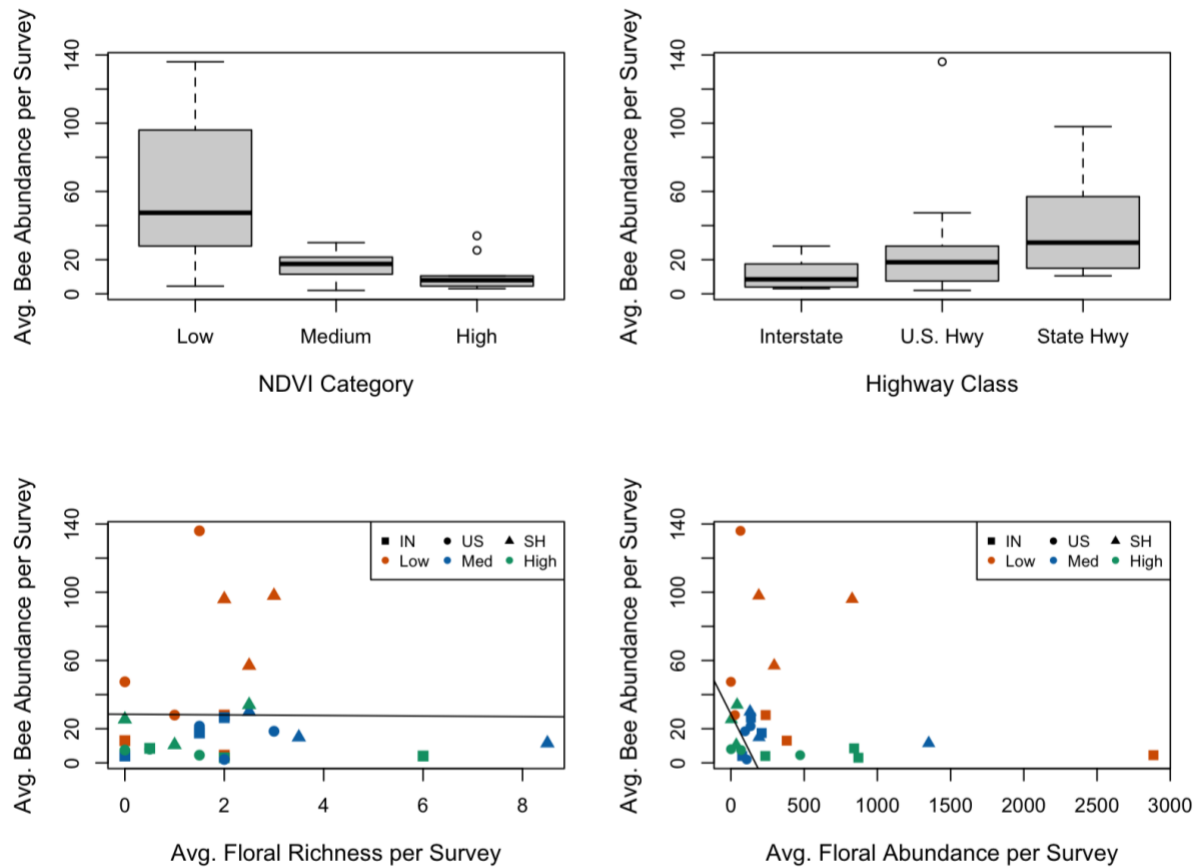 Avg. Bee Abundance per Survey
140
100
60
20
0
Low Medium High
NDVI Category
Avg. Bee Abundance per Survey
140
100
60
20
0
Interstate U.S. Hwy State Hwy
Highway Class
Avg. Bee Abundance per Survey
140
100
60
20
0
IN US SH
Low Med High
0 2 4 6 8
Avg. Floral Richness per Survey
Avg. Bee Abundance per Survey
140
100
60
20
0
IN US SH
Low Med High
0 500 1000 1500 2000 2500 3000
Avg. Floral Abundance per Survey